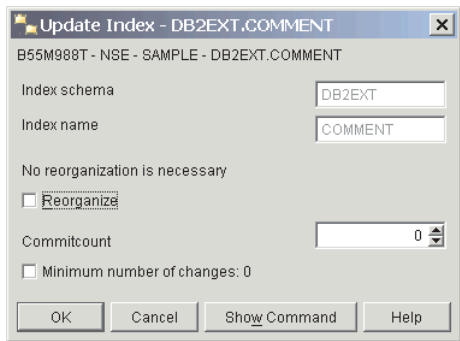 Update Index - DB2EXT.COMMENT
B55M988T - NSE - SAMPLE - DB2EXT.COMMENT
Index schema
DB2EXT
Index name
COMMENT
No reorganization is necessary
Reorganize
Commitcount
0
Minimum number of changes: 0
OK Cancel Show Command Help